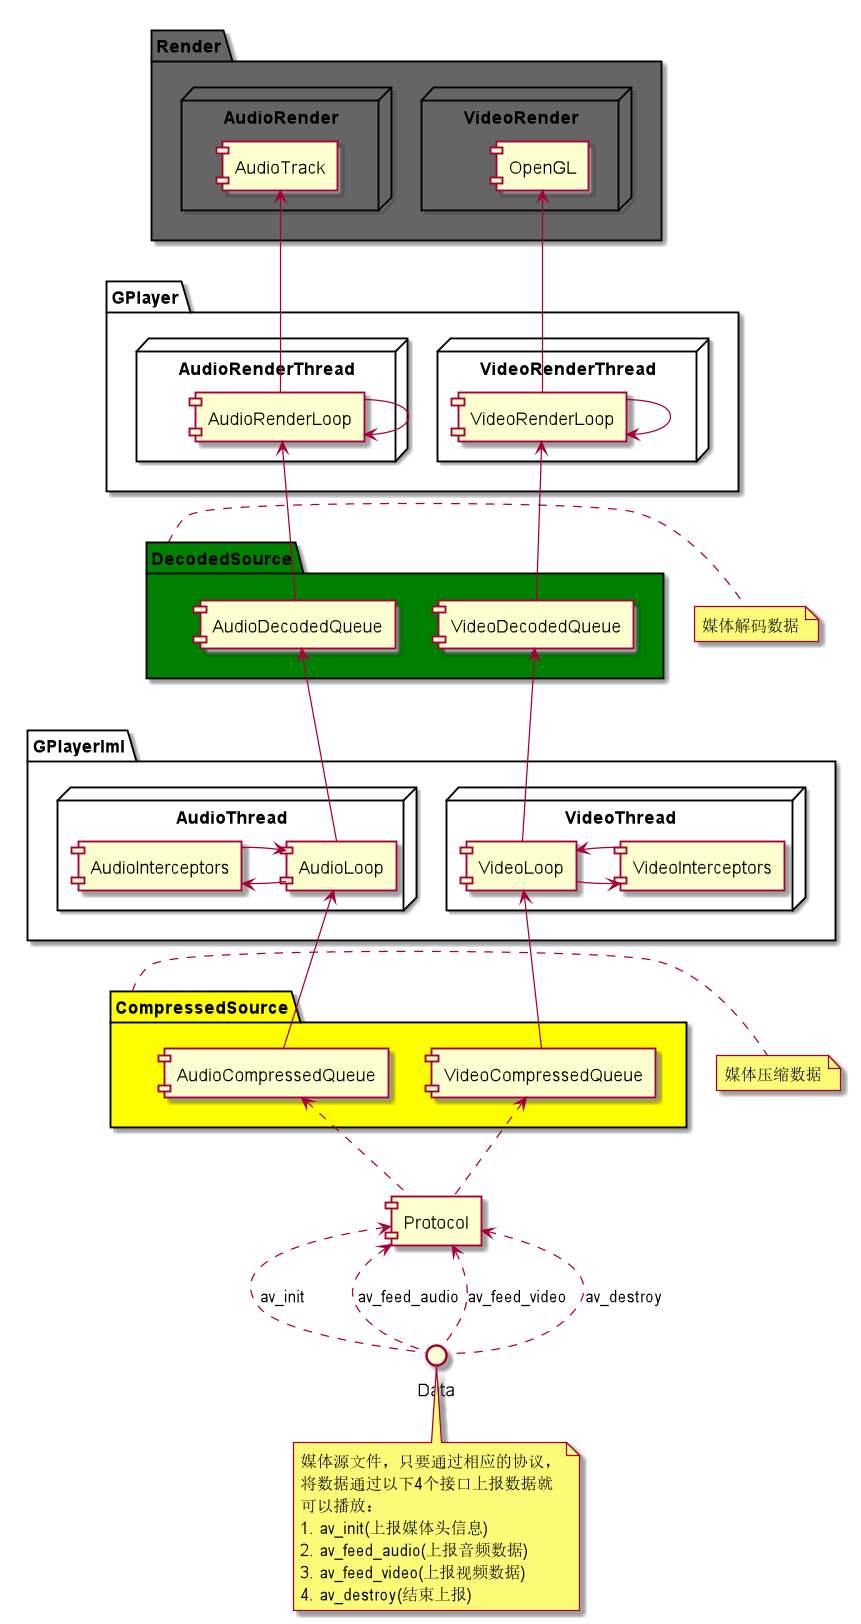 Render
AudioRender
VideoRender
AudioTrack
OpenGL
GPlayer
AudioRenderThread
VideoRenderThread
AudioRenderLoop
VideoRenderLoop
DecodedSource
AudioDecodedQueue
VideoDecodedQueue
媒体解码数据
GPlayerIml
AudioThread
VideoThread
AudioInterceptors
AudioLoop
VideoLoop
VideoInterceptors
CompressedSource
AudioCompressedQueue
VideoCompressedQueue
媒体压缩数据
Protocol
av_init
av_feed_audio
av_feed_video
av_destroy
Data
媒体源文件，只要通过相应的协议，
将数据通过以下4个接口上报数据就
可以播放：
1. av_init(上报媒体头信息)
2. av_feed_audio(上报音频数据)
3. av_feed_video(上报视频数据)
4. av_destroy(结束上报)